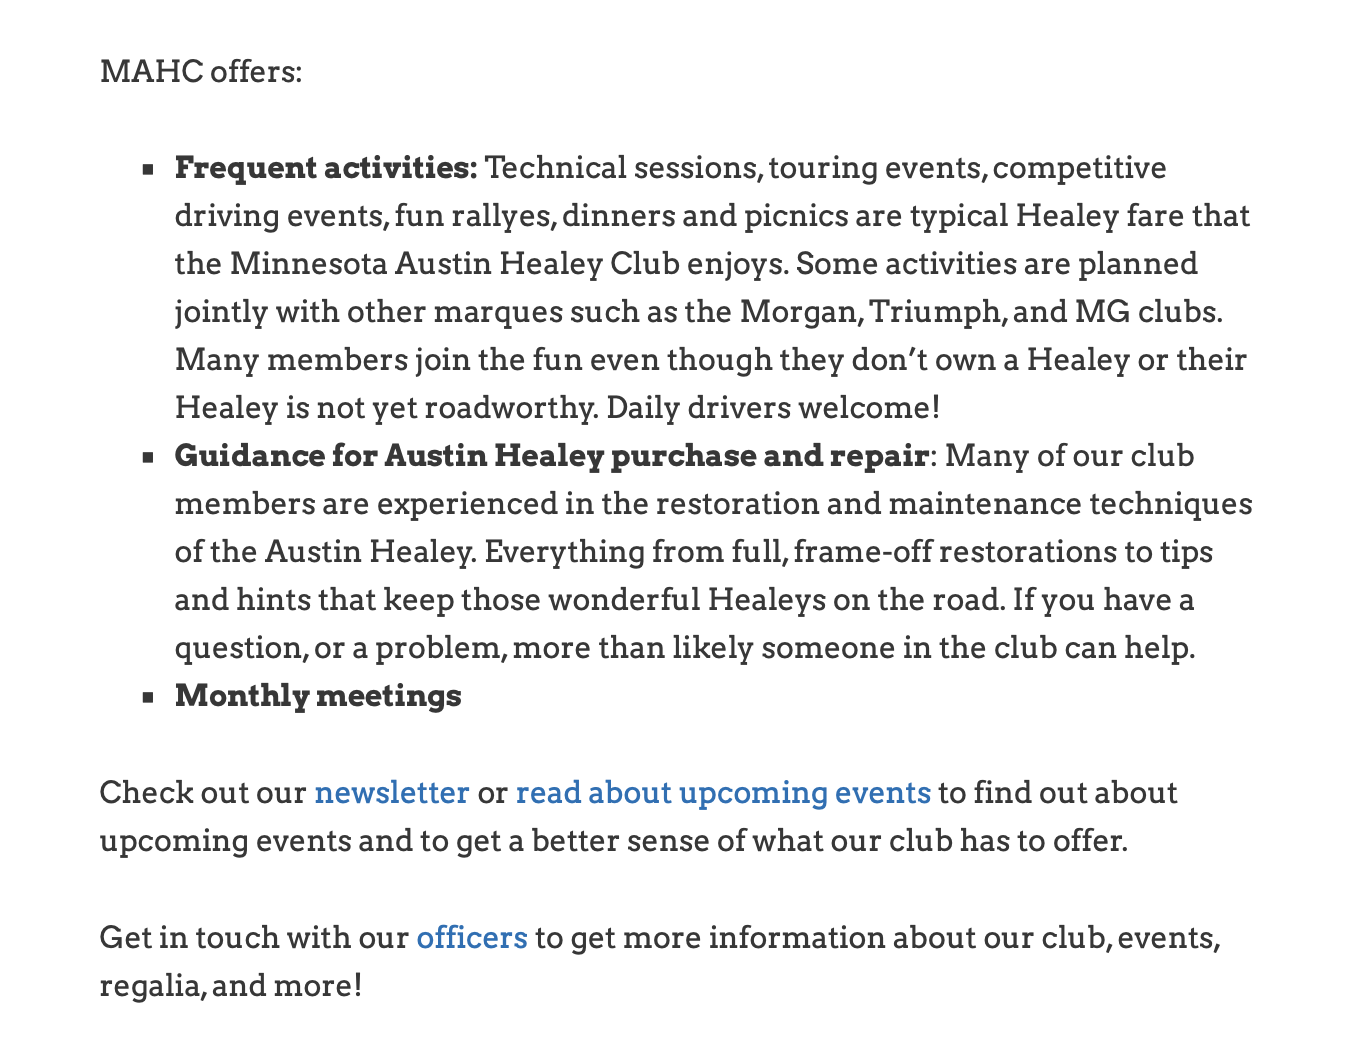 MAHC offers:
▪ Frequent activities: Technical sessions, touring events, competitive
driving events, fun rallyes, dinners and picnics are typical Healey fare that
the Minnesota Austin Healey Club enjoys. Some activities are planned
jointly with other marques such as the Morgan, Triumph, and MG clubs.
Many members join the fun even though they don’t own a Healey or their
Healey is not yet roadworthy. Daily drivers welcome!
▪ Guidance for Austin Healey purchase and repair: Many of our club
members are experienced in the restoration and maintenance techniques
of the Austin Healey. Everything from full, frame-off restorations to tips
and hints that keep those wonderful Healeys on the road. If you have a
question, or a problem, more than likely someone in the club can help.
▪ Monthly meetings
Check out our newsletter or read about upcoming events to find out about
upcoming events and to get a better sense of what our club has to offer.
Get in touch with our officers to get more information about our club, events,
regalia, and more!